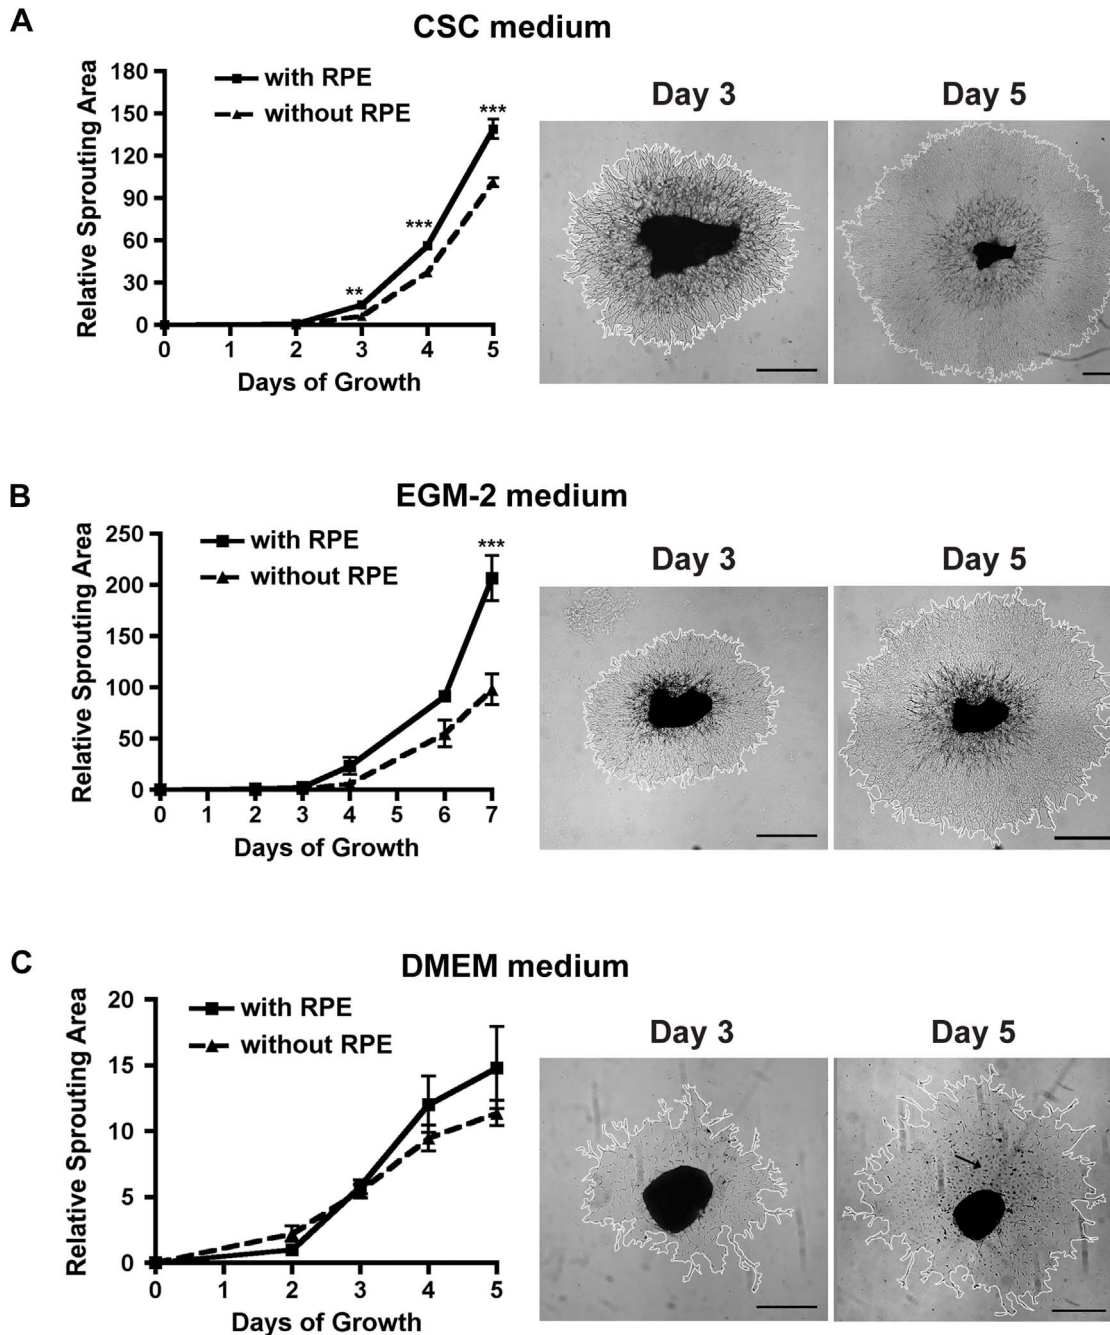 A
CSC medium
Relative Sprouting Area
180
150
120
90
60
30
0
with RPE
without RPE
**
***
***
0 1 2 3 4 5
Days of Growth
Day 3
Day 5
B
EGM-2 medium
Relative Sprouting Area
250
200
150
100
50
0
with RPE
without RPE
***
0 1 2 3 4 5 6 7
Days of Growth
Day 3
Day 5
C
DMEM medium
Relative Sprouting Area
20
15
10
5
0
with RPE
without RPE
0 1 2 3 4 5
Days of Growth
Day 3
Day 5